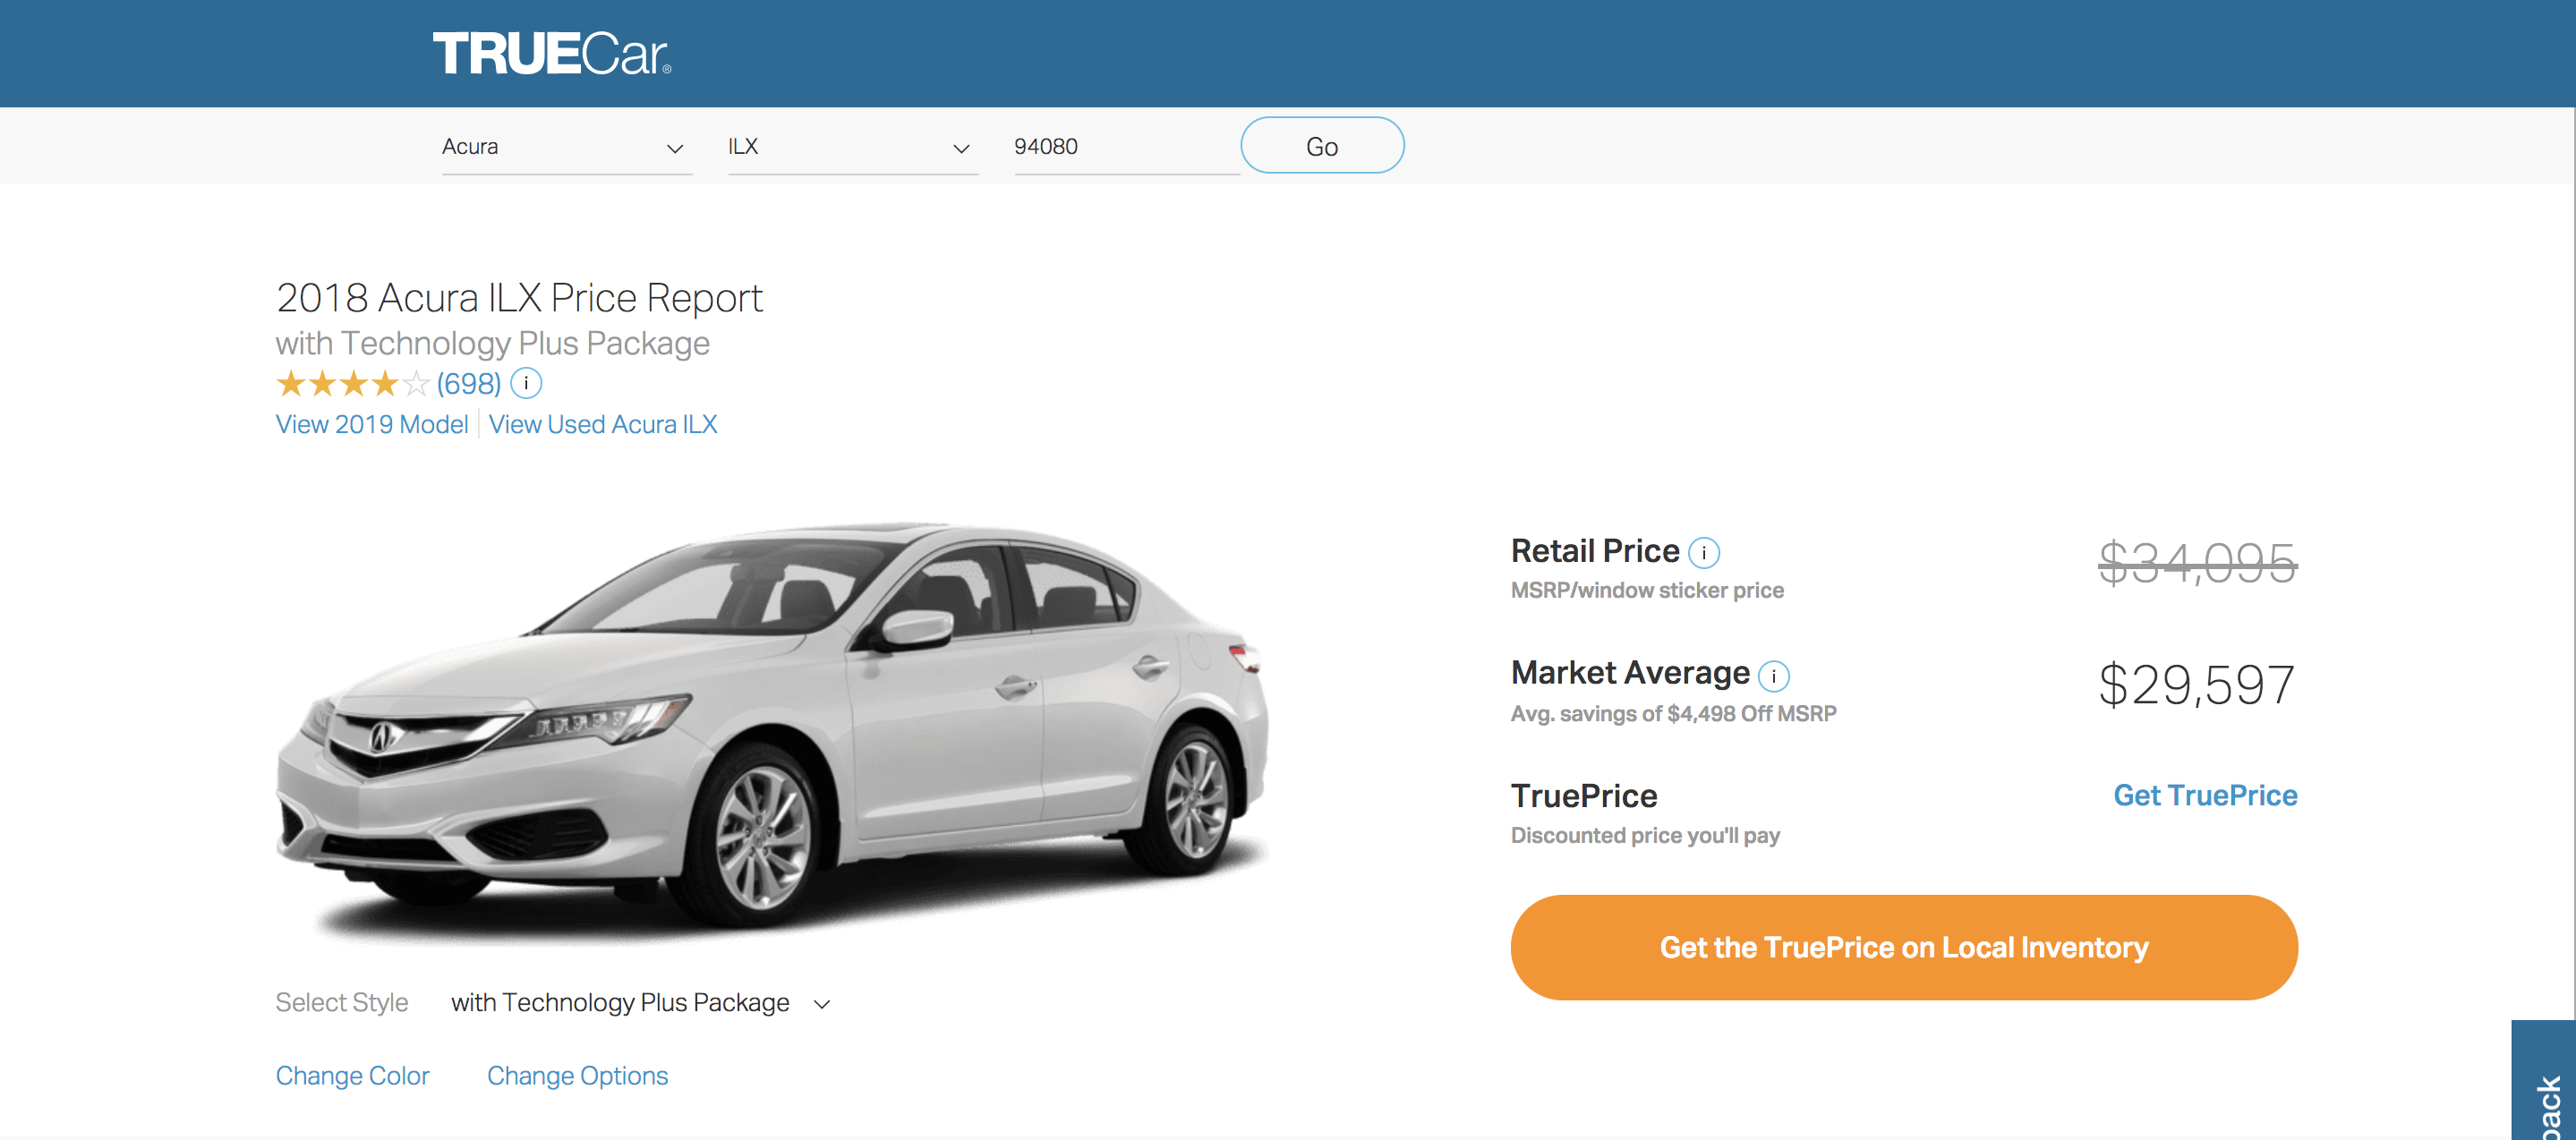 TRUECar®
Acura
ILX
94080
Go
2018 Acura ILX Price Report
with Technology Plus Package
(698) i
View 2019 Model
View Used Acura ILX
Retail Price i
$34,095
MSRP/window sticker price
Market Average i
$29,597
Avg. savings of $4,498 Off MSRP
TruePrice
Get TruePrice
Discounted price you'll pay
Get the TruePrice on Local Inventory
Select Style
with Technology Plus Package
Change Color
Change Options